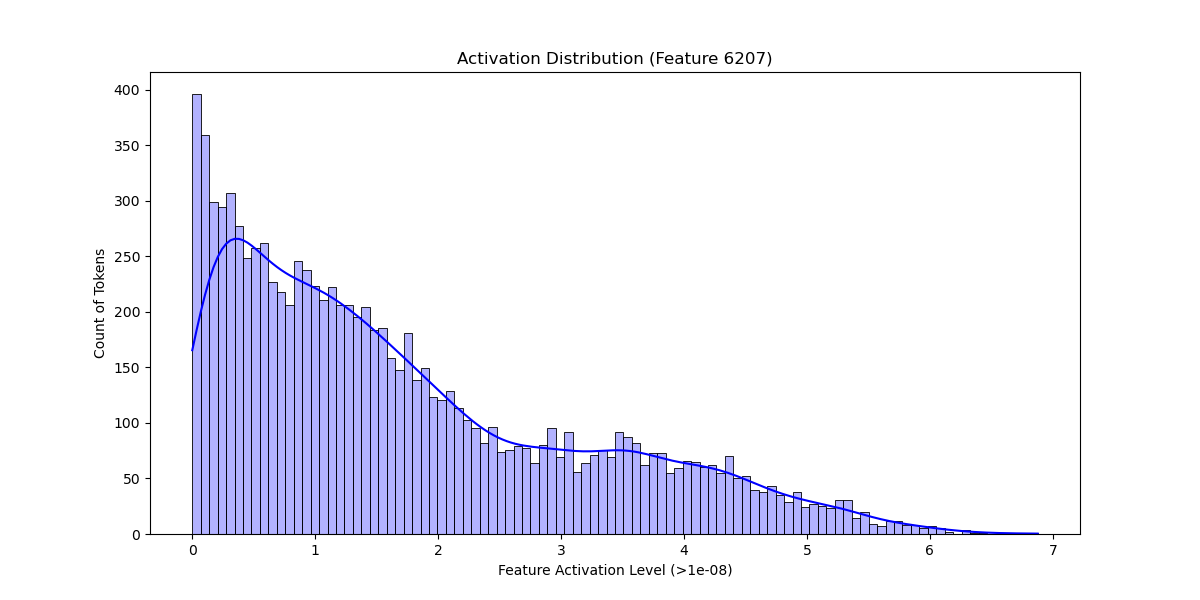 Activation Distribution (Feature 6207)
400
350
300
250
200
150
100
50
0
Count of Tokens
0 1 2 3 4 5 6 7
Feature Activation Level (>1e-08)